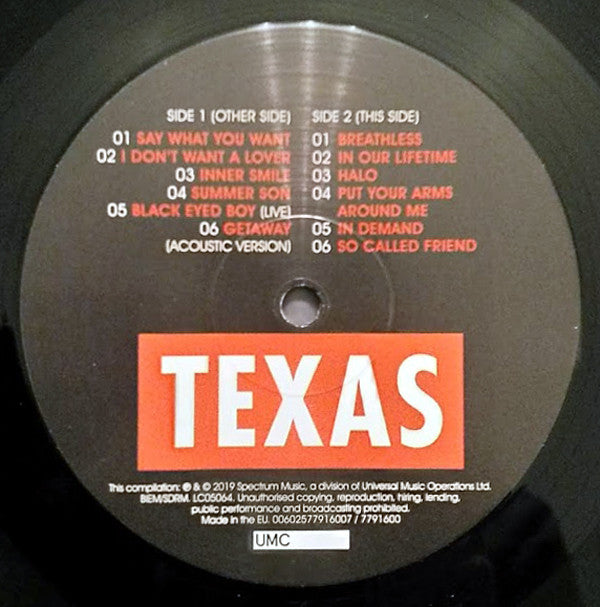 SIDE 1 (OTHER SIDE)
01 SAY WHAT YOU WANT
02 I DON'T WANT A LOVER
03 INNER SMILE
04 SUMMER SON
05 BLACK EYED BOY (LIVE)
06 GETAWAY
(ACOUSTIC VERSION)
SIDE 2 (THIS SIDE)
01 BREATHLESS
02 IN OUR LIFETIME
03 HALO
04 PUT YOUR ARMS
AROUND ME
05 IN DEMAND
06 SO CALLED FRIEND
TEXAS
This compilation: ℗ & © 2019 Spectrum Music, a division of Universal Music Operations Ltd.
BIEM/SDRM. LC05064. Unauthorised copying, reproduction, hiring, lending,
public performance and broadcasting prohibited.
Made in the EU. 00602577916007 / 7791600
UMC